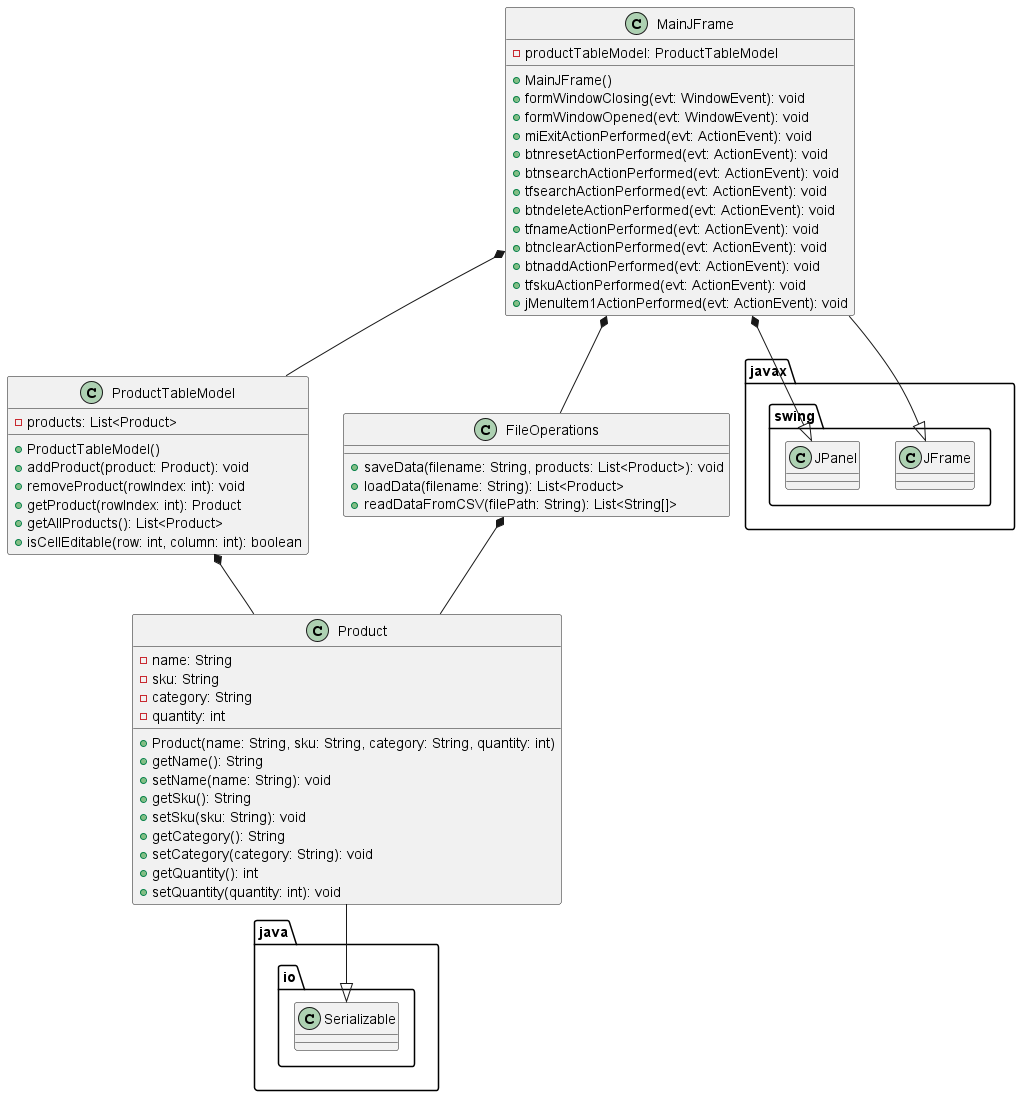 C MainJFrame
productTableModel: ProductTableModel
MainJFrame()
formWindowClosing(evt: WindowEvent): void
formWindowOpened(evt: WindowEvent): void
miExitActionPerformed(evt: ActionEvent): void
btnresetActionPerformed(evt: ActionEvent): void
btnsearchActionPerformed(evt: ActionEvent): void
tfsearchActionPerformed(evt: ActionEvent): void
btndeleteActionPerformed(evt: ActionEvent): void
tfnameActionPerformed(evt: ActionEvent): void
btnclearActionPerformed(evt: ActionEvent): void
btnaddActionPerformed(evt: ActionEvent): void
tfskuActionPerformed(evt: ActionEvent): void
jMenuItem1ActionPerformed(evt: ActionEvent): void
C ProductTableModel
products: List<Product>
ProductTableModel()
addProduct(product: Product): void
removeProduct(rowIndex: int): void
getProduct(rowIndex: int): Product
getAllProducts(): List<Product>
isCellEditable(row: int, column: int): boolean
C FileOperations
saveData(filename: String, products: List<Product>): void
loadData(filename: String): List<Product>
readDataFromCSV(filePath: String): List<String[]>
javax
swing
C JPanel
C JFrame
C Product
name: String
sku: String
category: String
quantity: int
Product(name: String, sku: String, category: String, quantity: int)
getName(): String
setName(name: String): void
getSku(): String
setSku(sku: String): void
getCategory(): String
setCategory(category: String): void
getQuantity(): int
setQuantity(quantity: int): void
java
io
C Serializable